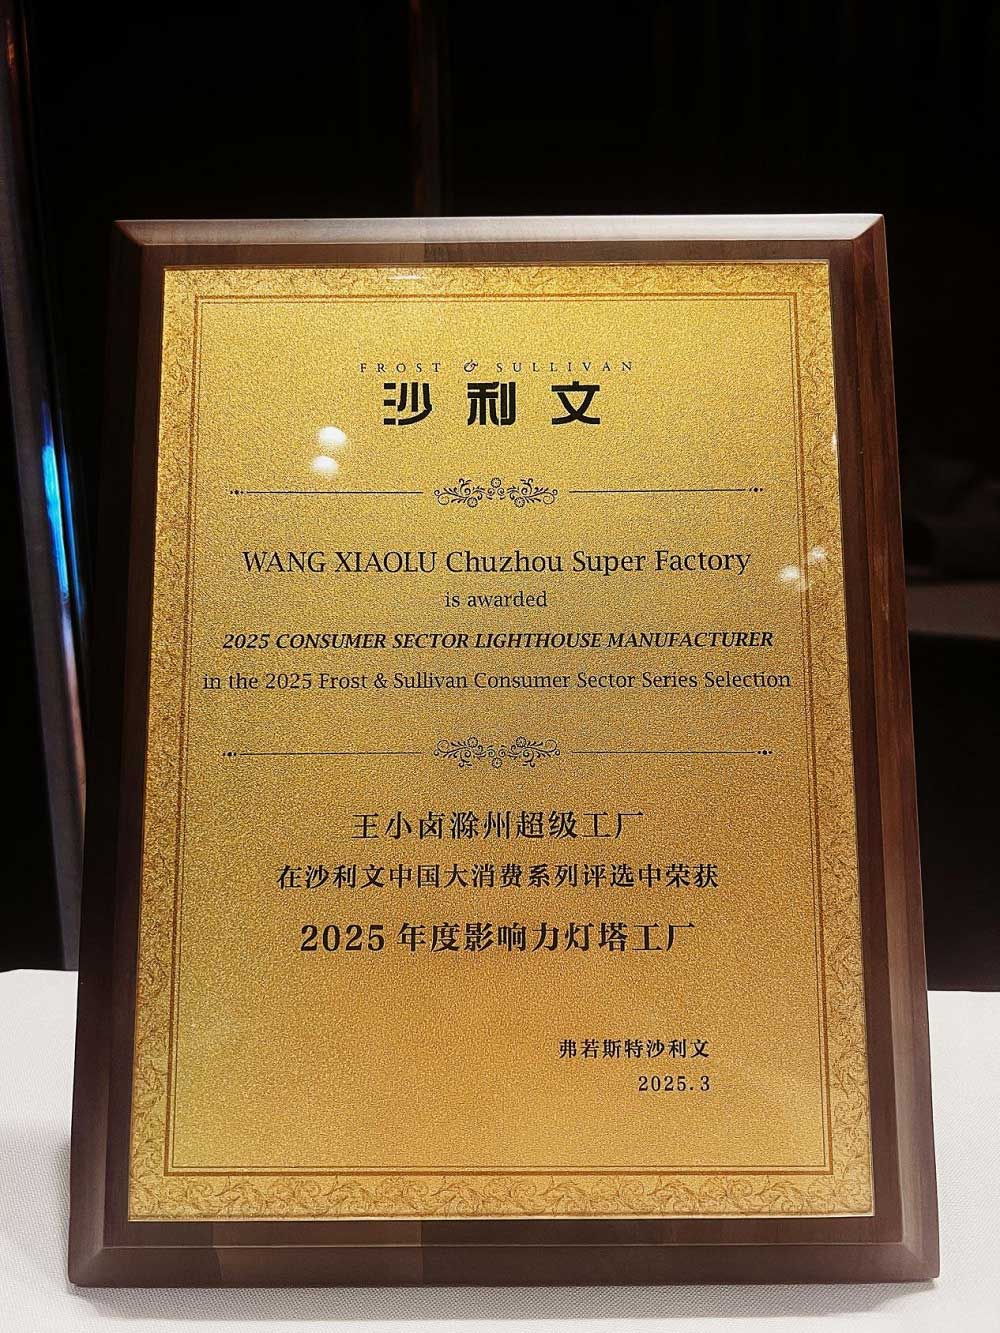 FROST & SULLIVAN
沙利文
WANG XIAOLU Chuzhou Super Factory
is awarded
2025 CONSUMER SECTOR LIGHTHOUSE MANUFACTURER
in the 2025 Frost & Sullivan Consumer Sector Series Selection
王小卤滁州超级工厂
在沙利文中国大消费系列评选中荣获
2025 年度影响力灯塔工厂
弗若斯特沙利文
2025.3